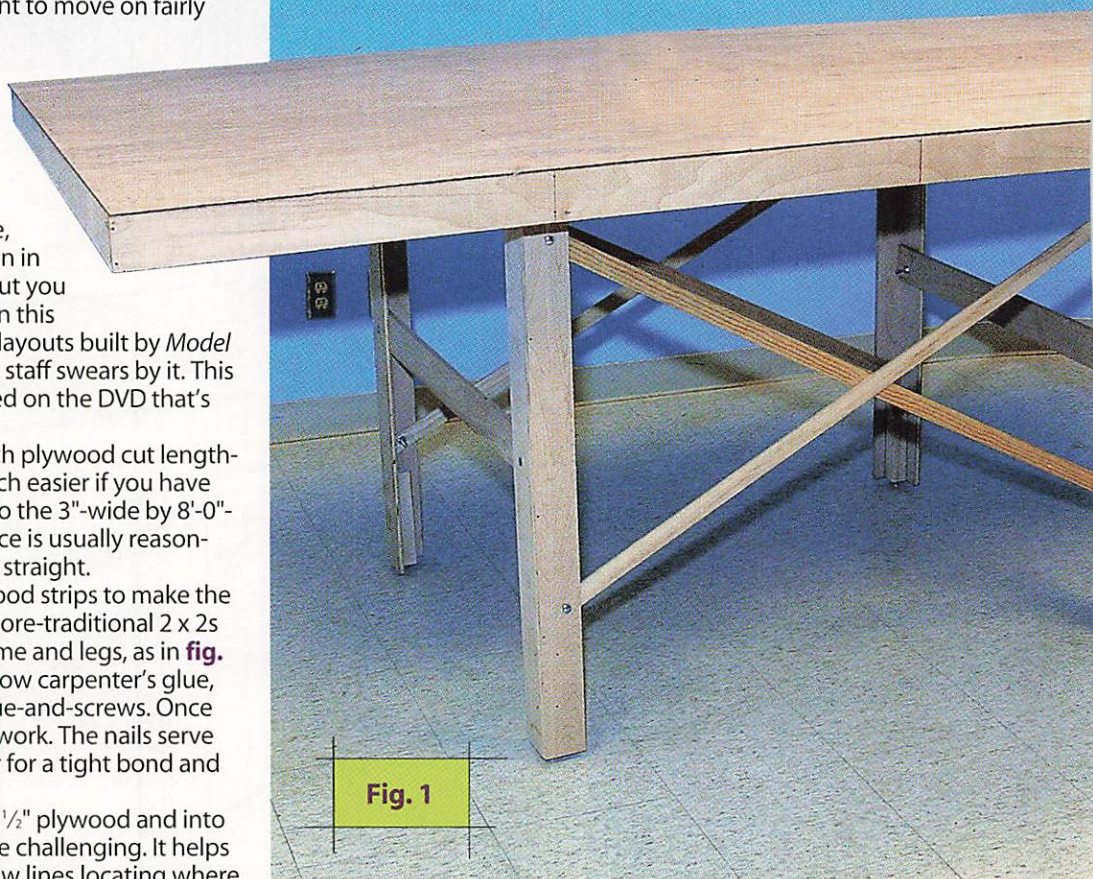 nt to move on fairly
e,
n in
ut you
n this
layouts built by Model
staff swears by it. This
ed on the DVD that's
th plywood cut length-
ch easier if you have
o the 3"-wide by 8'-0"-
ce is usually reason-
straight.
ood strips to make the
ore-traditional 2 x 2s
me and legs, as in fig.
ow carpenter's glue,
ue-and-screws. Once
work. The nails serve
r for a tight bond and
1/2" plywood and into
e challenging. It helps
w lines locating where
Fig. 1